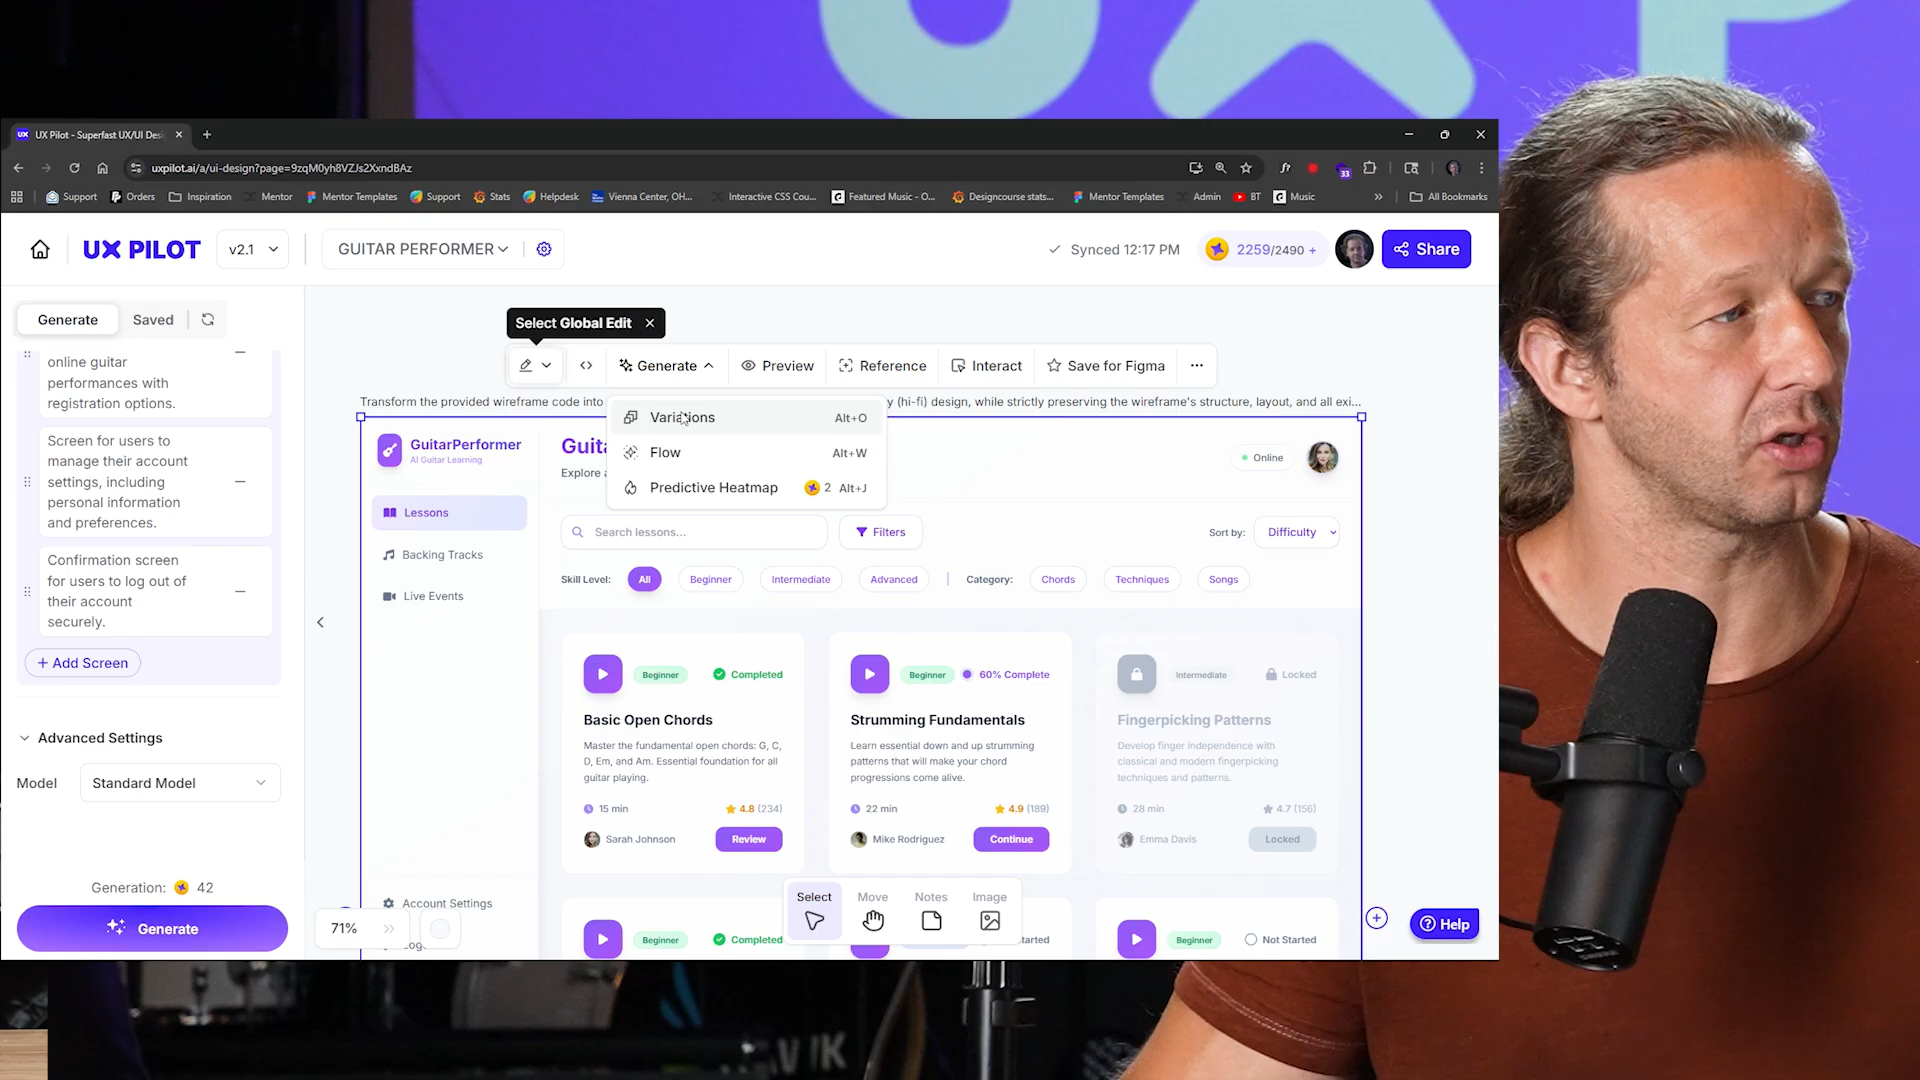 UX P
UX
UX Pilot - Superfast UX/UI Desi
uxpilot.ai/a/ui-design?page=9zqM0yh8VZJs2XxndBAz
33
Support
Orders
Inspiration
Mentor
Mentor Templates
Support
Stats
Helpdesk
Vienna Center, OH...
Interactive CSS Cou...
Featured Music - O...
Designcourse stats...
Mentor Templates
Admin
BT
Music
All Bookmarks
UX PILOT
v2.1
GUITAR PERFORMER
Synced 12:17 PM
2259/2490 +
Share
Generate
Saved
online guitar
performances with
registration options.
Screen for users to
manage their account
settings, including
personal information
and preferences.
Confirmation screen
for users to log out of
their account
securely.
+ Add Screen
Advanced Settings
Model
Standard Model
Generation: 42
Generate
Select Global Edit
Generate
Preview
Reference
Interact
Save for Figma
Transform the provided wireframe code into
y (hi-fi) design, while strictly preserving the wireframe's structure, layout, and all exi...
Variations Alt+O
Flow Alt+W
Predictive Heatmap 2 Alt+J
GuitarPerformer
AI Guitar Learning
Lessons
Backing Tracks
Live Events
Account Settings
Guita
Explore a
Online
Search lessons...
Filters
Sort by: Difficulty
Skill Level: All Beginner Intermediate Advanced Category: Chords Techniques Songs
Beginner Completed
Basic Open Chords
Master the fundamental open chords: G, C,
D, Em, and Am. Essential foundation for all
guitar playing.
15 min 4.8 (234)
Sarah Johnson Review
Beginner 60% Complete
Strumming Fundamentals
Learn essential down and up strumming
patterns that will make your chord
progressions come alive.
22 min 4.9 (189)
Mike Rodriguez Continue
Intermediate Locked
Fingerpicking Patterns
Develop finger independence with
classical and modern fingerpicking
techniques and patterns.
28 min 4.7 (156)
Emma Davis Locked
Beginner Completed
tarted
Beginner Not Started
Select Move Notes Image
71%
Help